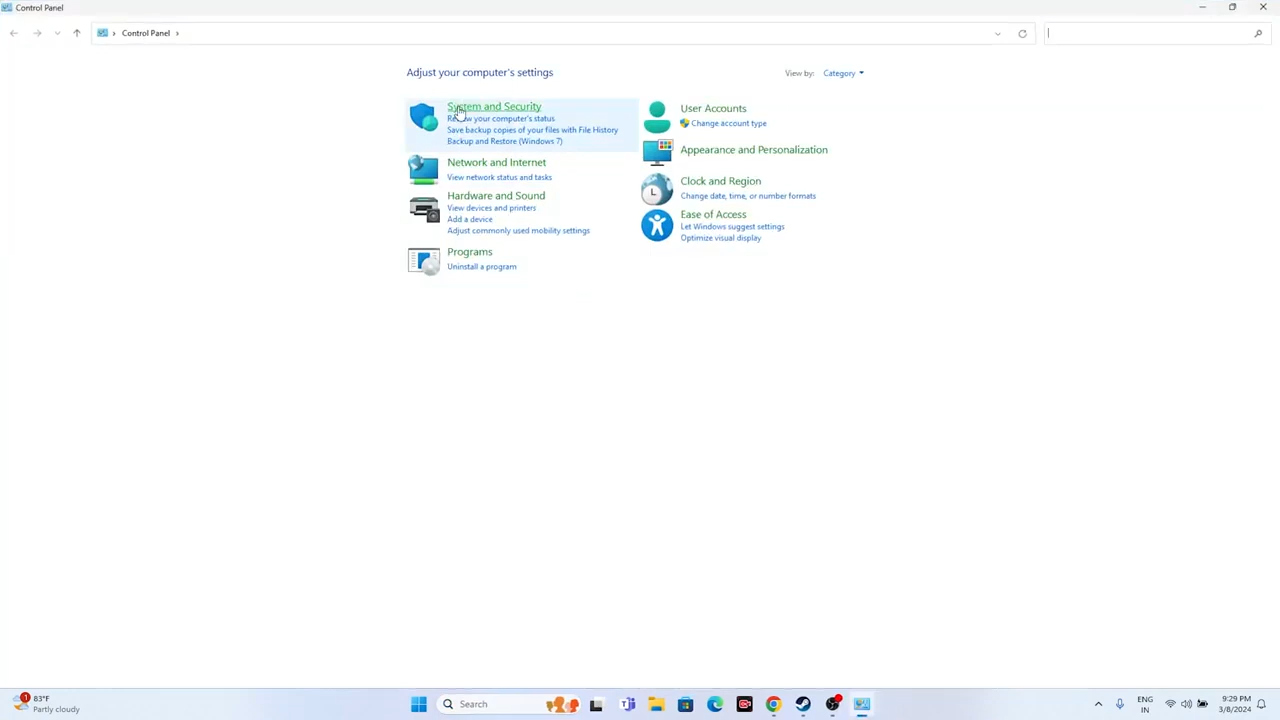 Control Panel
Control Panel
Adjust your computer's settings
View by: Category
System and Security
Review your computer's status
Save backup copies of your files with File History
Backup and Restore (Windows 7)
Network and Internet
View network status and tasks
Hardware and Sound
View devices and printers
Add a device
Adjust commonly used mobility settings
Programs
Uninstall a program
User Accounts
Change account type
Appearance and Personalization
Clock and Region
Change date, time, or number formats
Ease of Access
Let Windows suggest settings
Optimize visual display
1
83°F
Partly cloudy
Search
ENG
IN
9:29 PM
3/8/2024